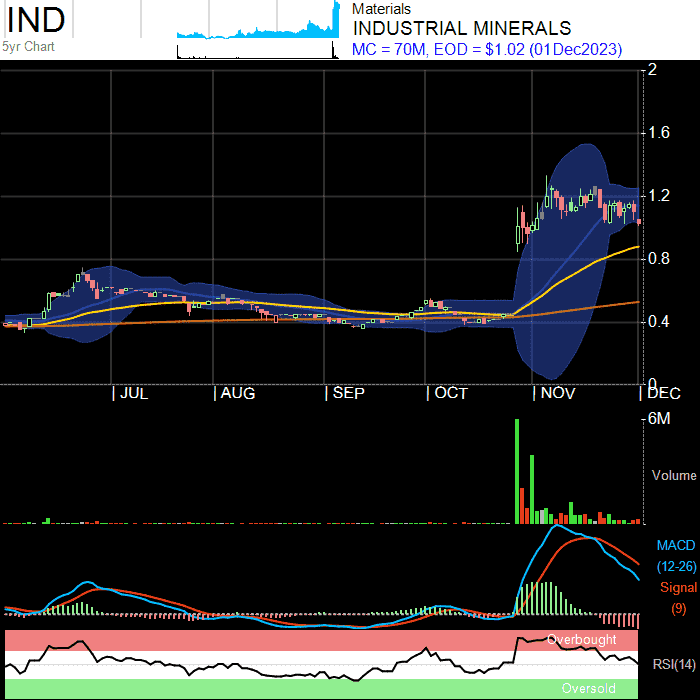 IND
5yr Chart
Materials
INDUSTRIAL MINERALS
MC = 70M, EOD = $1.02 (01Dec2023)
2
1.6
1.2
0.8
0.4
0
JUL
AUG
SEP
OCT
NOV
DEC
6M
Volume
MACD
(12-26)
Signal
(9)
Overbought
RSI(14)
Oversold